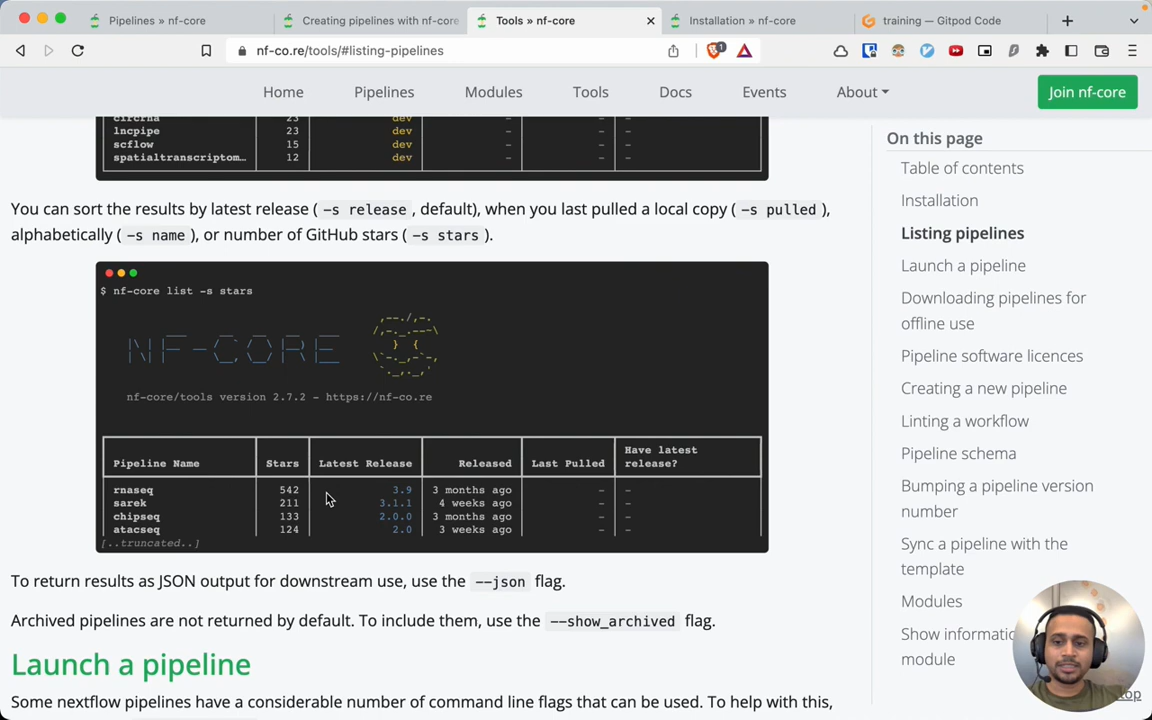 Pipelines » nf-core
Creating pipelines with nf-core
Tools » nf-core
Installation » nf-core
training — Gitpod Code
nf-co.re/tools/#listing-pipelines
1
Home
Pipelines
Modules
Tools
Docs
Events
About
Join nf-core
circrna 23 dev - -
lncpipe 23 dev - -
scflow 15 dev - -
spatialtranscriptom… 12 dev - -
You can sort the results by latest release ( -s release , default), when you last pulled a local copy ( -s pulled ),
alphabetically ( -s name ), or number of GitHub stars ( -s stars ).
$ nf-core list -s stars
NF-CORE
nf-core/tools version 2.7.2 - https://nf-co.re
Have latest
Pipeline Name Stars Latest Release Released Last Pulled release?
rnaseq 542 3.9 3 months ago - -
sarek 211 3.1.1 4 weeks ago - -
chipseq 133 2.0.0 3 months ago - -
atacseq 124 2.0 3 weeks ago - -
[..truncated..]
To return results as JSON output for downstream use, use the --json flag.
Archived pipelines are not returned by default. To include them, use the --show_archived flag.
Launch a pipeline
Some nextflow pipelines have a considerable number of command line flags that can be used. To help with this,
On this page
Table of contents
Installation
Listing pipelines
Launch a pipeline
Downloading pipelines for
offline use
Pipeline software licences
Creating a new pipeline
Linting a workflow
Pipeline schema
Bumping a pipeline version
number
Sync a pipeline with the
template
Modules
Show informatio
module
top